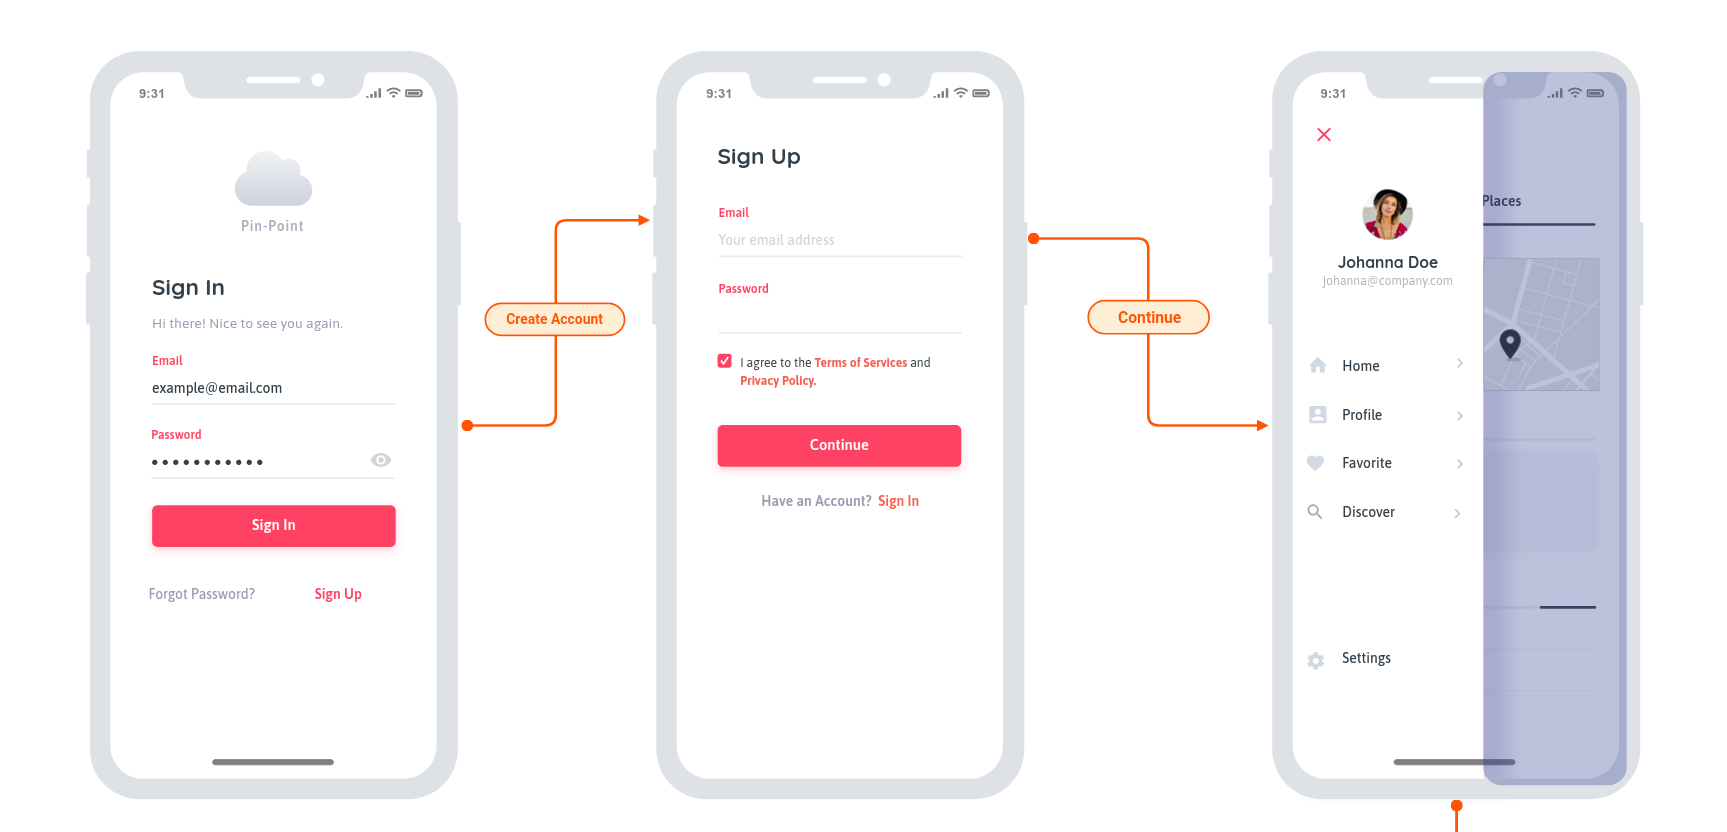 9:31
Pin-Point
Sign In
Hi there! Nice to see you again.
Email
example@email.com
Password
Sign In
Forgot Password?
Sign Up
Create Account
9:31
Sign Up
Email
Your email address
Password
I agree to the Terms of Services and
Privacy Policy.
Continue
Have an Account? Sign In
Continue
9:31
Places
Johanna Doe
johanna@company.com
Home
Profile
Favorite
Discover
Settings